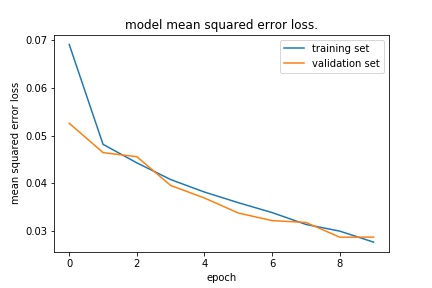 model mean squared error loss.
training set
validation set
mean squared error loss
0.07
0.06
0.05
0.04
0.03
0 2 4 6 8
epoch